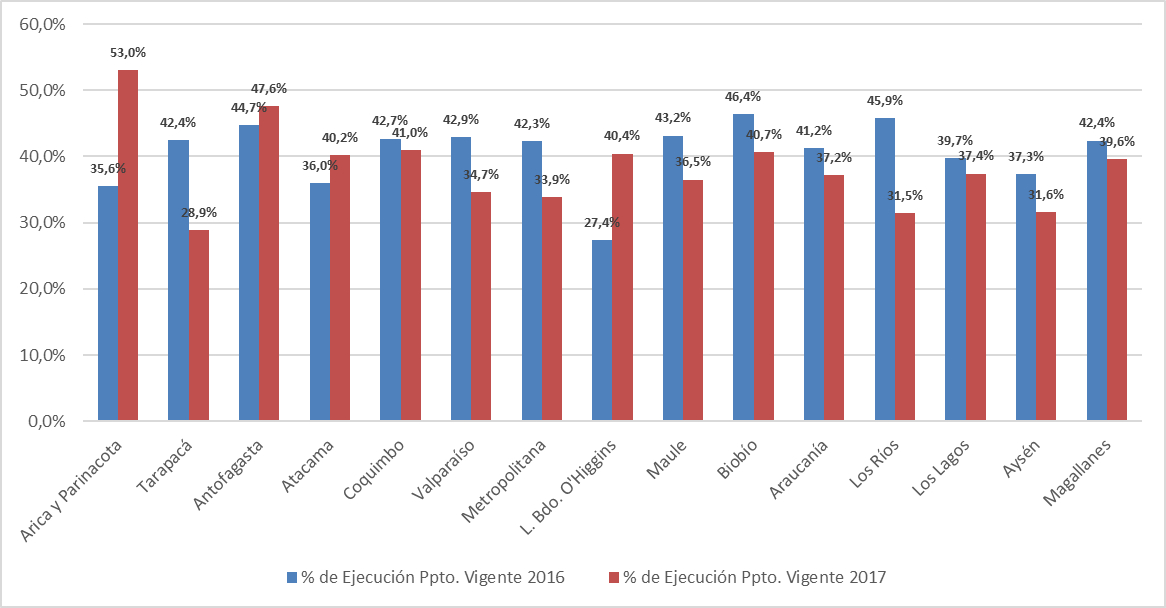 60,0%
50,0%
40,0%
30,0%
20,0%
10,0%
0,0%
35,6%
53,0%
42,4%
28,9%
44,7%
47,6%
36,0%
40,2%
42,7%
41,0%
42,9%
34,7%
42,3%
33,9%
27,4%
40,4%
43,2%
36,5%
46,4%
40,7%
41,2%
37,2%
45,9%
31,5%
39,7%
37,4%
37,3%
31,6%
42,4%
39,6%
Arica y Parinacota
Tarapacá
Antofagasta
Atacama
Coquimbo
Valparaíso
Metropolitana
L. Bdo. O'Higgins
Maule
Biobío
Araucanía
Los Ríos
Los Lagos
Aysén
Magallanes
% de Ejecución Ppto. Vigente 2016
% de Ejecución Ppto. Vigente 2017